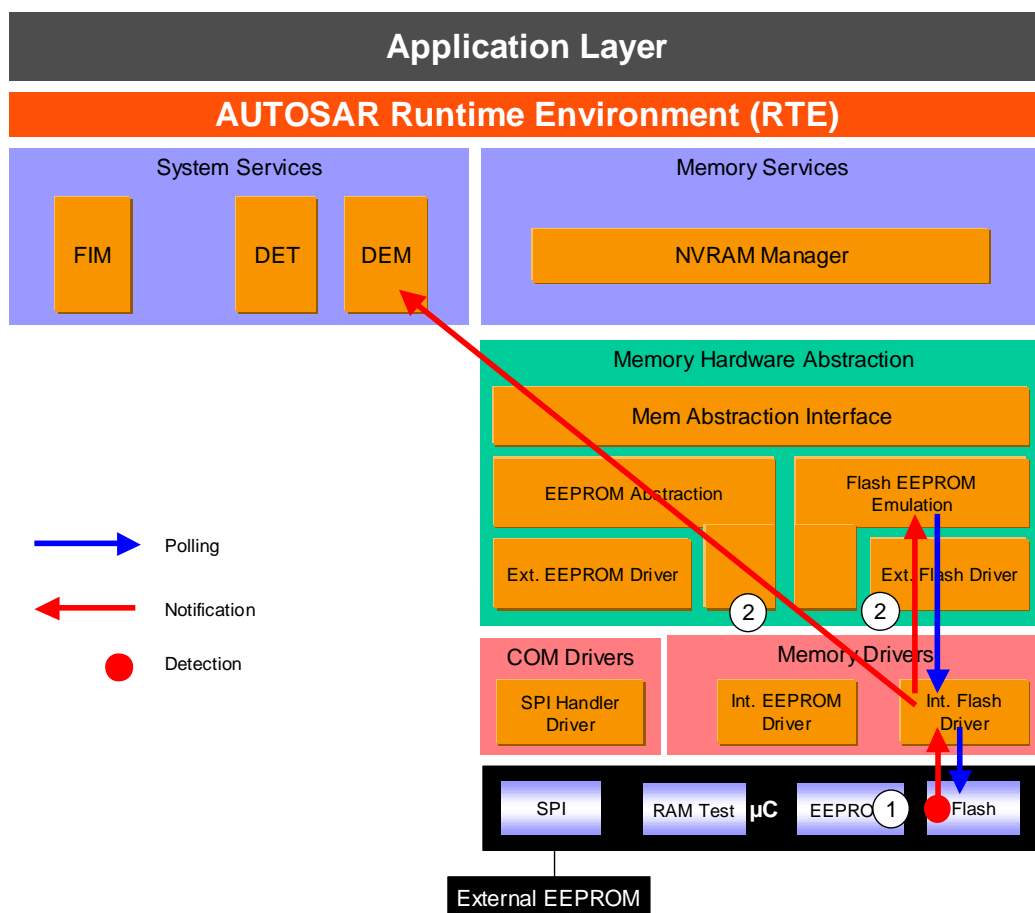 Application Layer
AUTOSAR Runtime Environment (RTE)
System Services
Memory Services
FIM
DET
DEM
NVRAM Manager
Memory Hardware Abstraction
Mem Abstraction Interface
EEPROM Abstraction
Flash EEPROM
Emulation
Polling
Ext. EEPROM Driver
Ext. Flash Driver
Notification
2
2
Detection
COM Drivers
Memory Drivers
SPI Handler
Driver
Int. EEPROM
Driver
Int. Flash
Driver
SPI
RAM Test
µC
EEPRO
1
Flash
External EEPROM